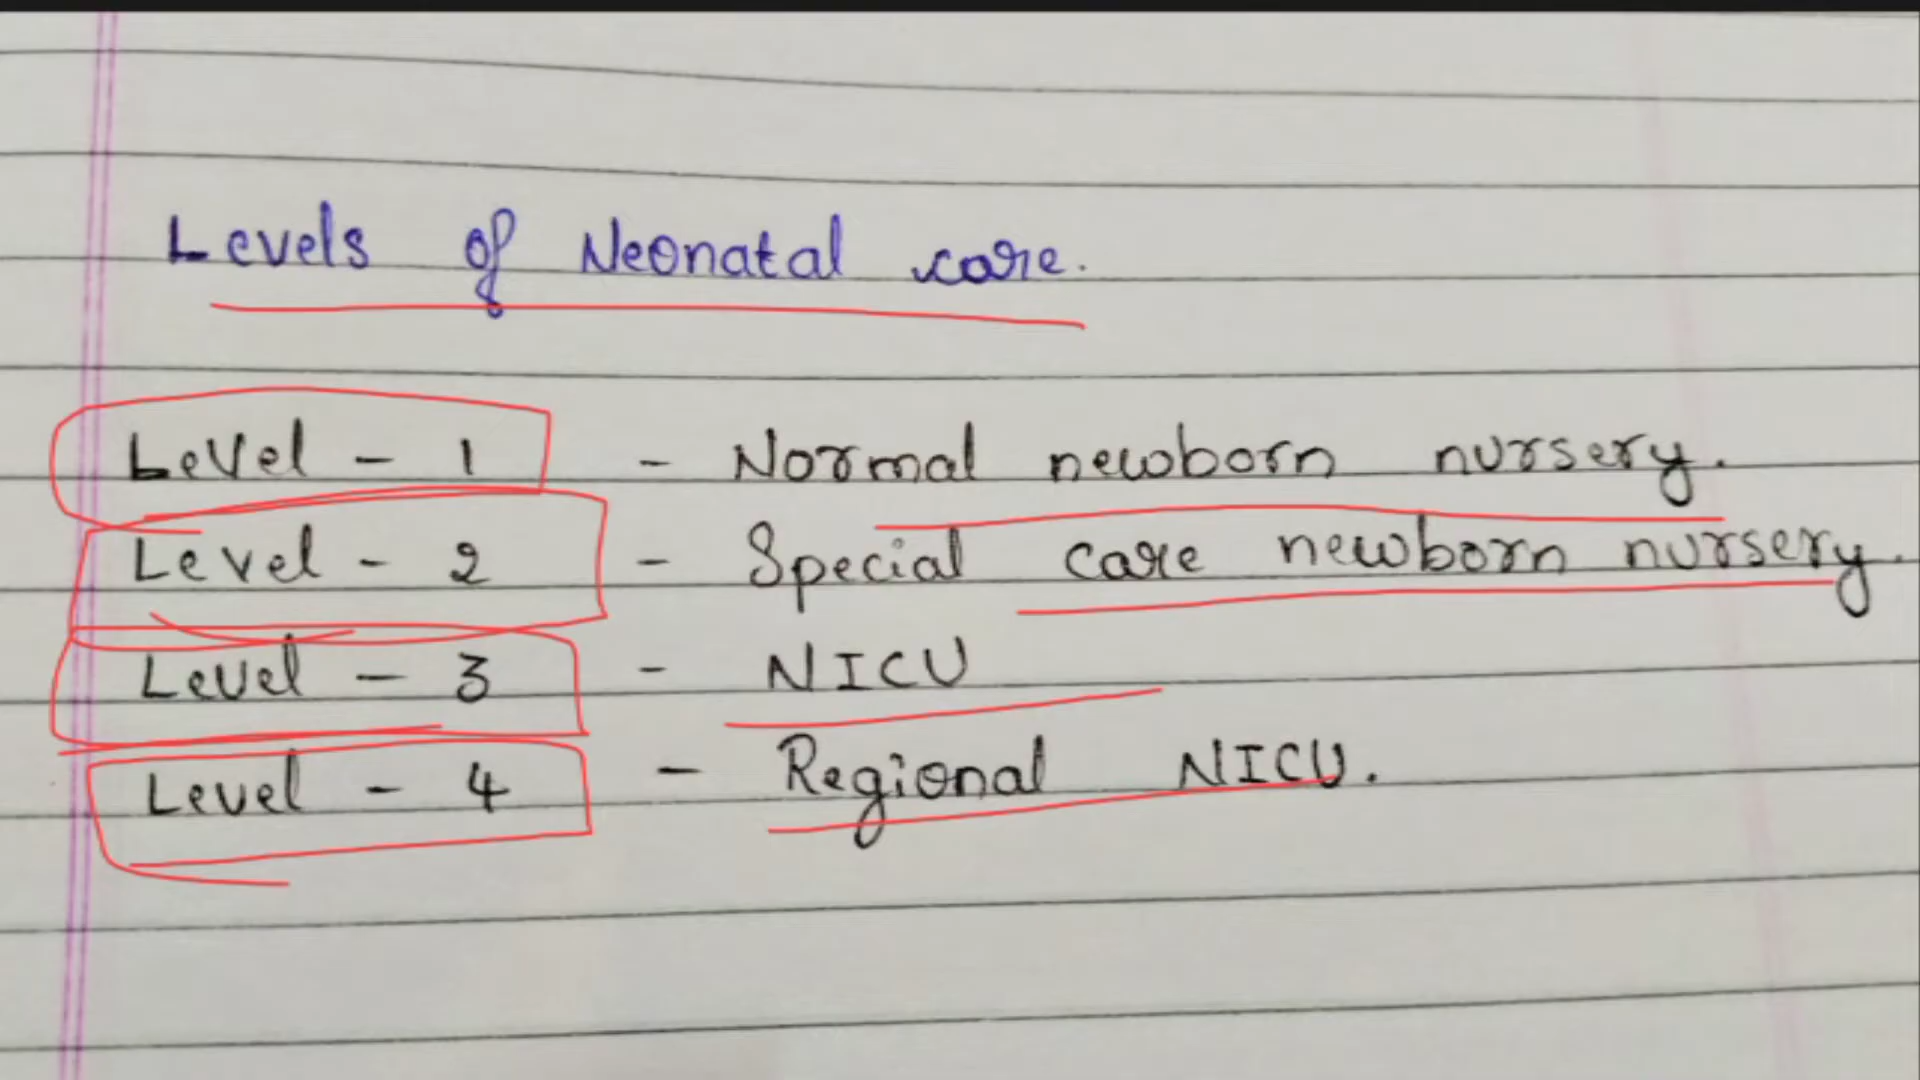 Levels of Neonatal care.
Level - 1 - Normal newborn nursery.
Level - 2 - Special care newborn nursery.
Level - 3 - NICU
Level - 4 - Regional NICU.